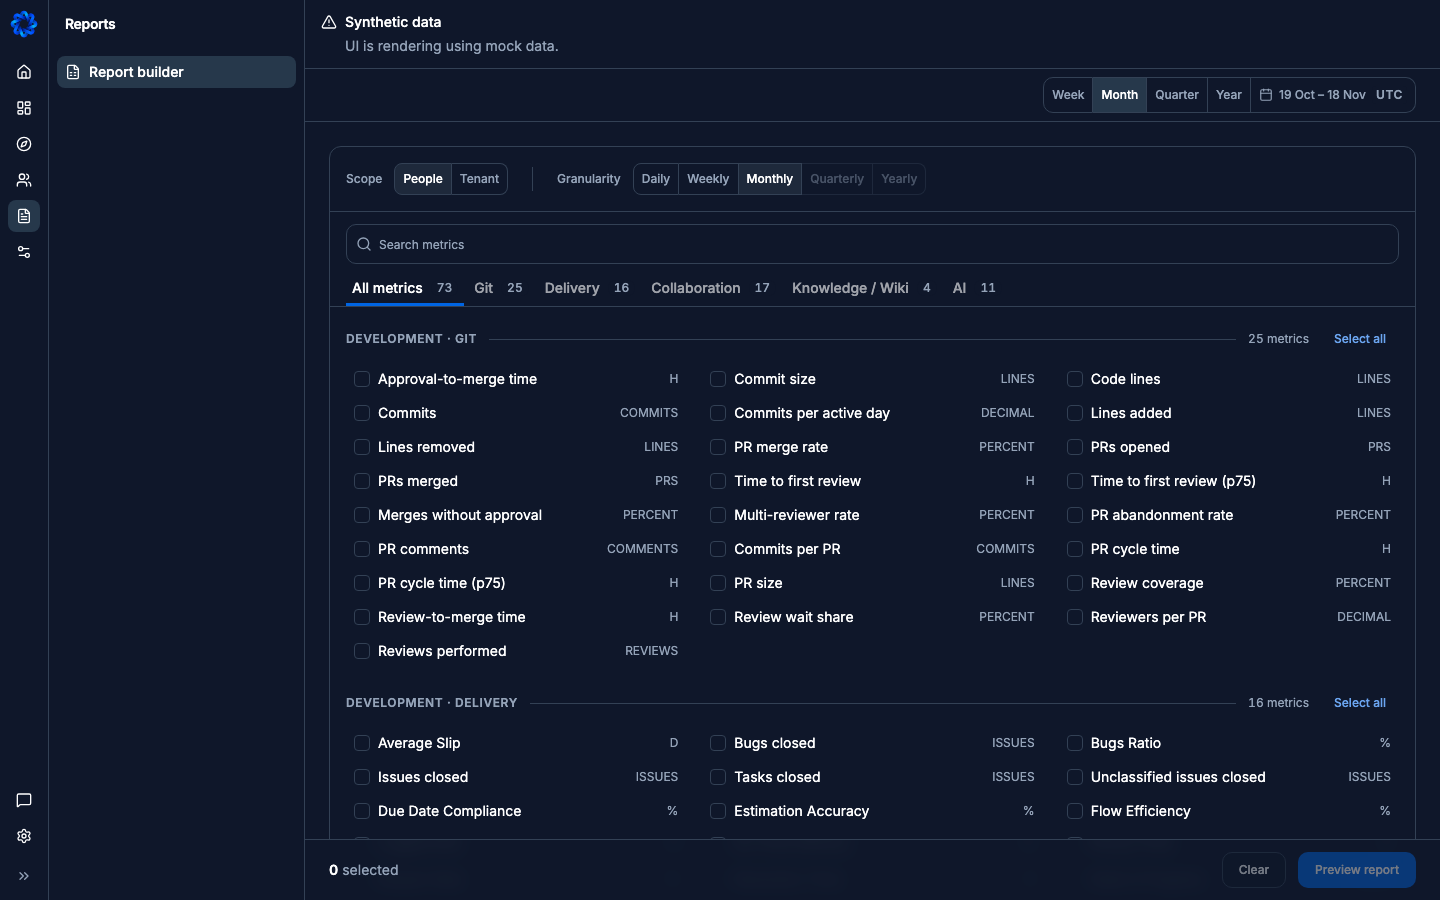 Reports
Report builder
Synthetic data
UI is rendering using mock data.
Week Month Quarter Year 19 Oct – 18 Nov UTC
Scope People Tenant Granularity Daily Weekly Monthly Quarterly Yearly
Search metrics
All metrics 73 Git 25 Delivery 16 Collaboration 17 Knowledge / Wiki 4 AI 11
DEVELOPMENT · GIT 25 metrics Select all
Approval-to-merge time H Commit size LINES Code lines LINES
Commits COMMITS Commits per active day DECIMAL Lines added LINES
Lines removed LINES PR merge rate PERCENT PRs opened PRS
PRs merged PRS Time to first review H Time to first review (p75) H
Merges without approval PERCENT Multi-reviewer rate PERCENT PR abandonment rate PERCENT
PR comments COMMENTS Commits per PR COMMITS PR cycle time H
PR cycle time (p75) H PR size LINES Review coverage PERCENT
Review-to-merge time H Review wait share PERCENT Reviewers per PR DECIMAL
Reviews performed REVIEWS
DEVELOPMENT · DELIVERY 16 metrics Select all
Average Slip D Bugs closed ISSUES Bugs Ratio %
Issues closed ISSUES Tasks closed ISSUES Unclassified issues closed ISSUES
Due Date Compliance % Estimation Accuracy % Flow Efficiency %
0 selected Clear Preview report